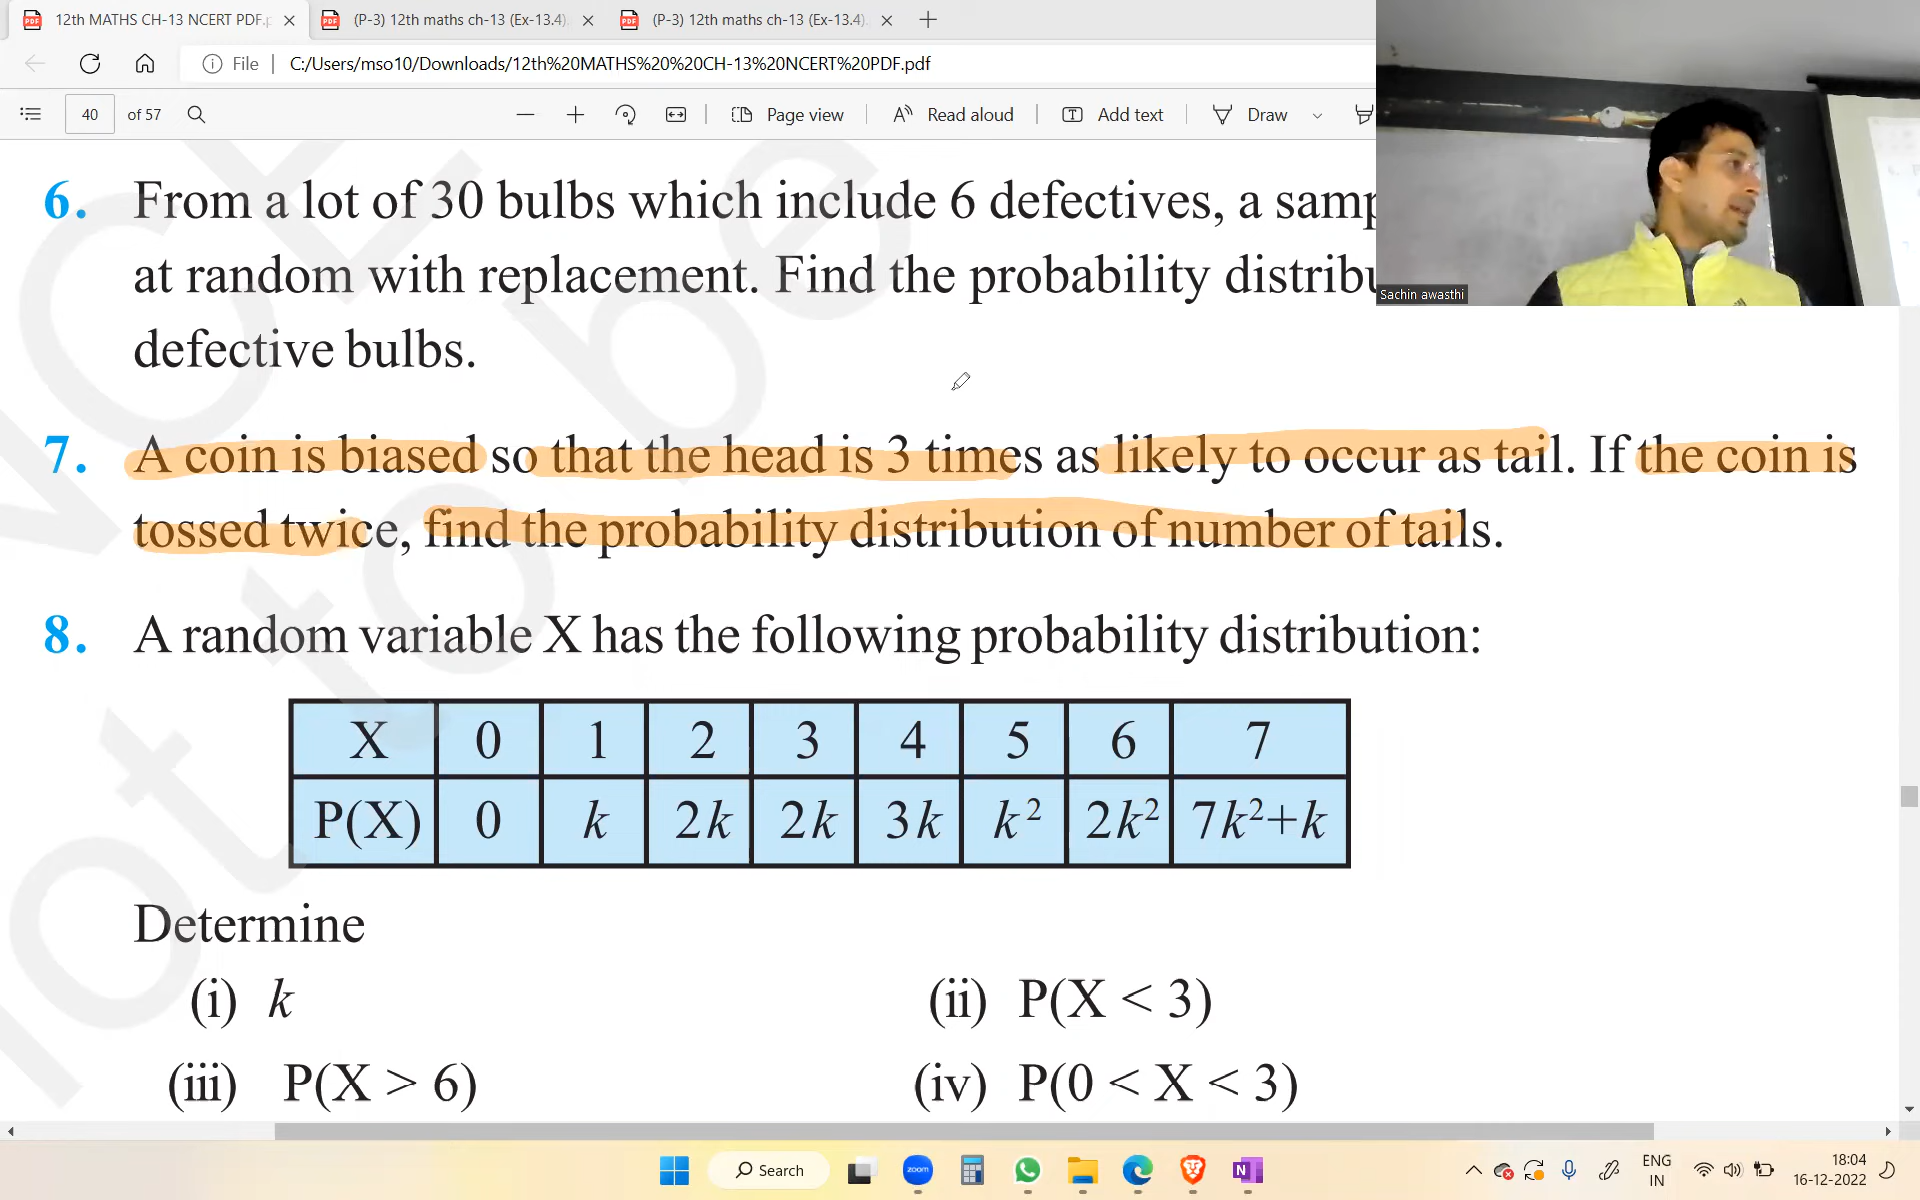 12th MATHS CH-13 NCERT PDF.p
(P-3) 12th maths ch-13 (Ex-13.4).
(P-3) 12th maths ch-13 (Ex-13.4).
File
C:/Users/mso10/Downloads/12th%20MATHS%20%20CH-13%20NCERT%20PDF.pdf
40 of 57
Page view
Read aloud
Add text
Draw
Sachin awasthi
6. From a lot of 30 bulbs which include 6 defectives, a samp
at random with replacement. Find the probability distribu
defective bulbs.
7. A coin is biased so that the head is 3 times as likely to occur as tail. If the coin is
tossed twice, find the probability distribution of number of tails.
8. A random variable X has the following probability distribution:
X 0 1 2 3 4 5 6 7
P(X) 0 k 2k 2k 3k k² 2k² 7k²+k
Determine
(i) k (ii) P(X < 3)
(iii) P(X > 6) (iv) P(0 < X < 3)
not to be
Search
zoom
N
ENG
IN
18:04
16-12-2022